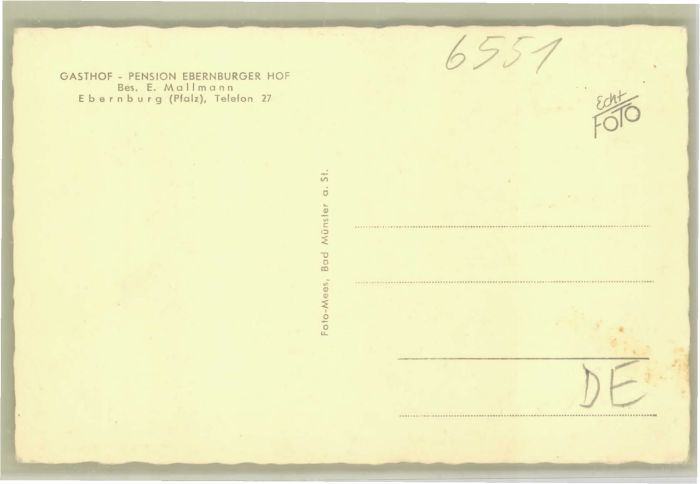 GASTHOF - PENSION EBERNBURGER HOF
Bes. E. Mallmann
Ebernburg (Pfalz), Telefon 27
6551
Echt
FOTO
Foto-Mees, Bad Münster a. St.
DE